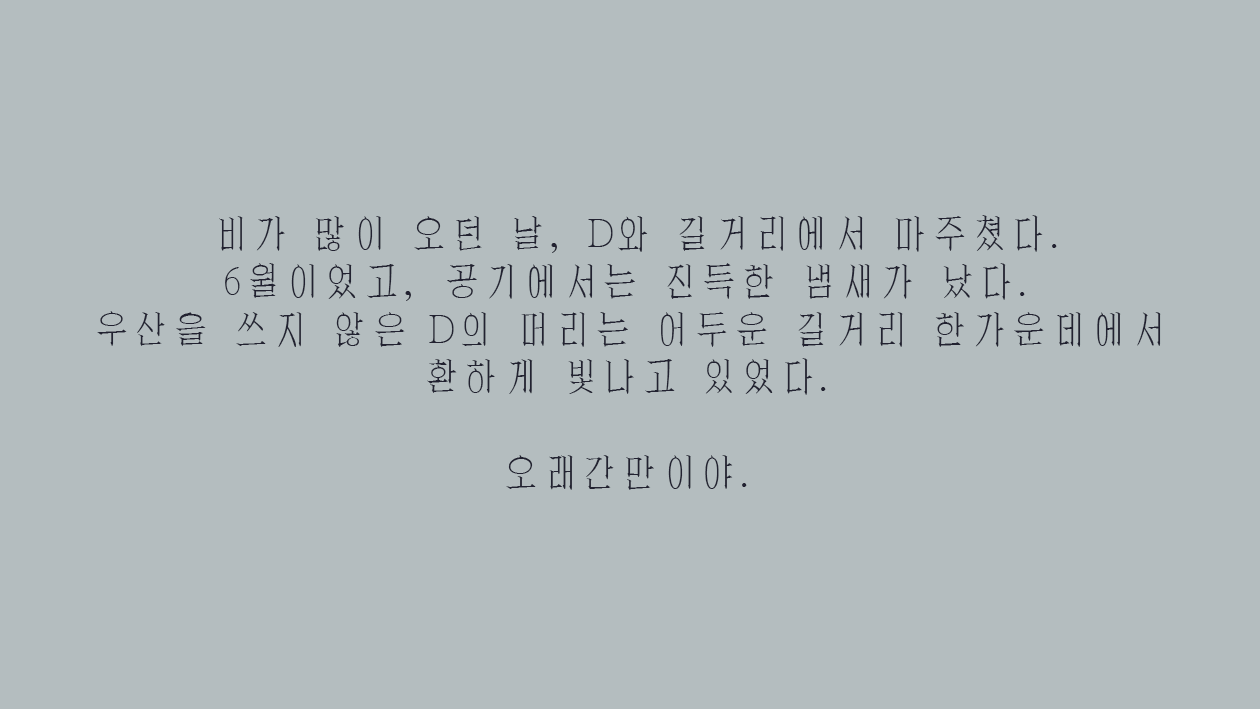 비가 많이 오던 날, D와 길거리에서 마주쳤다.
6월이었고, 공기에서는 진득한 냄새가 났다.
우산을 쓰지 않은 D의 머리는 어두운 길거리 한가운데에서
환하게 빛나고 있었다.
오래간만이야.